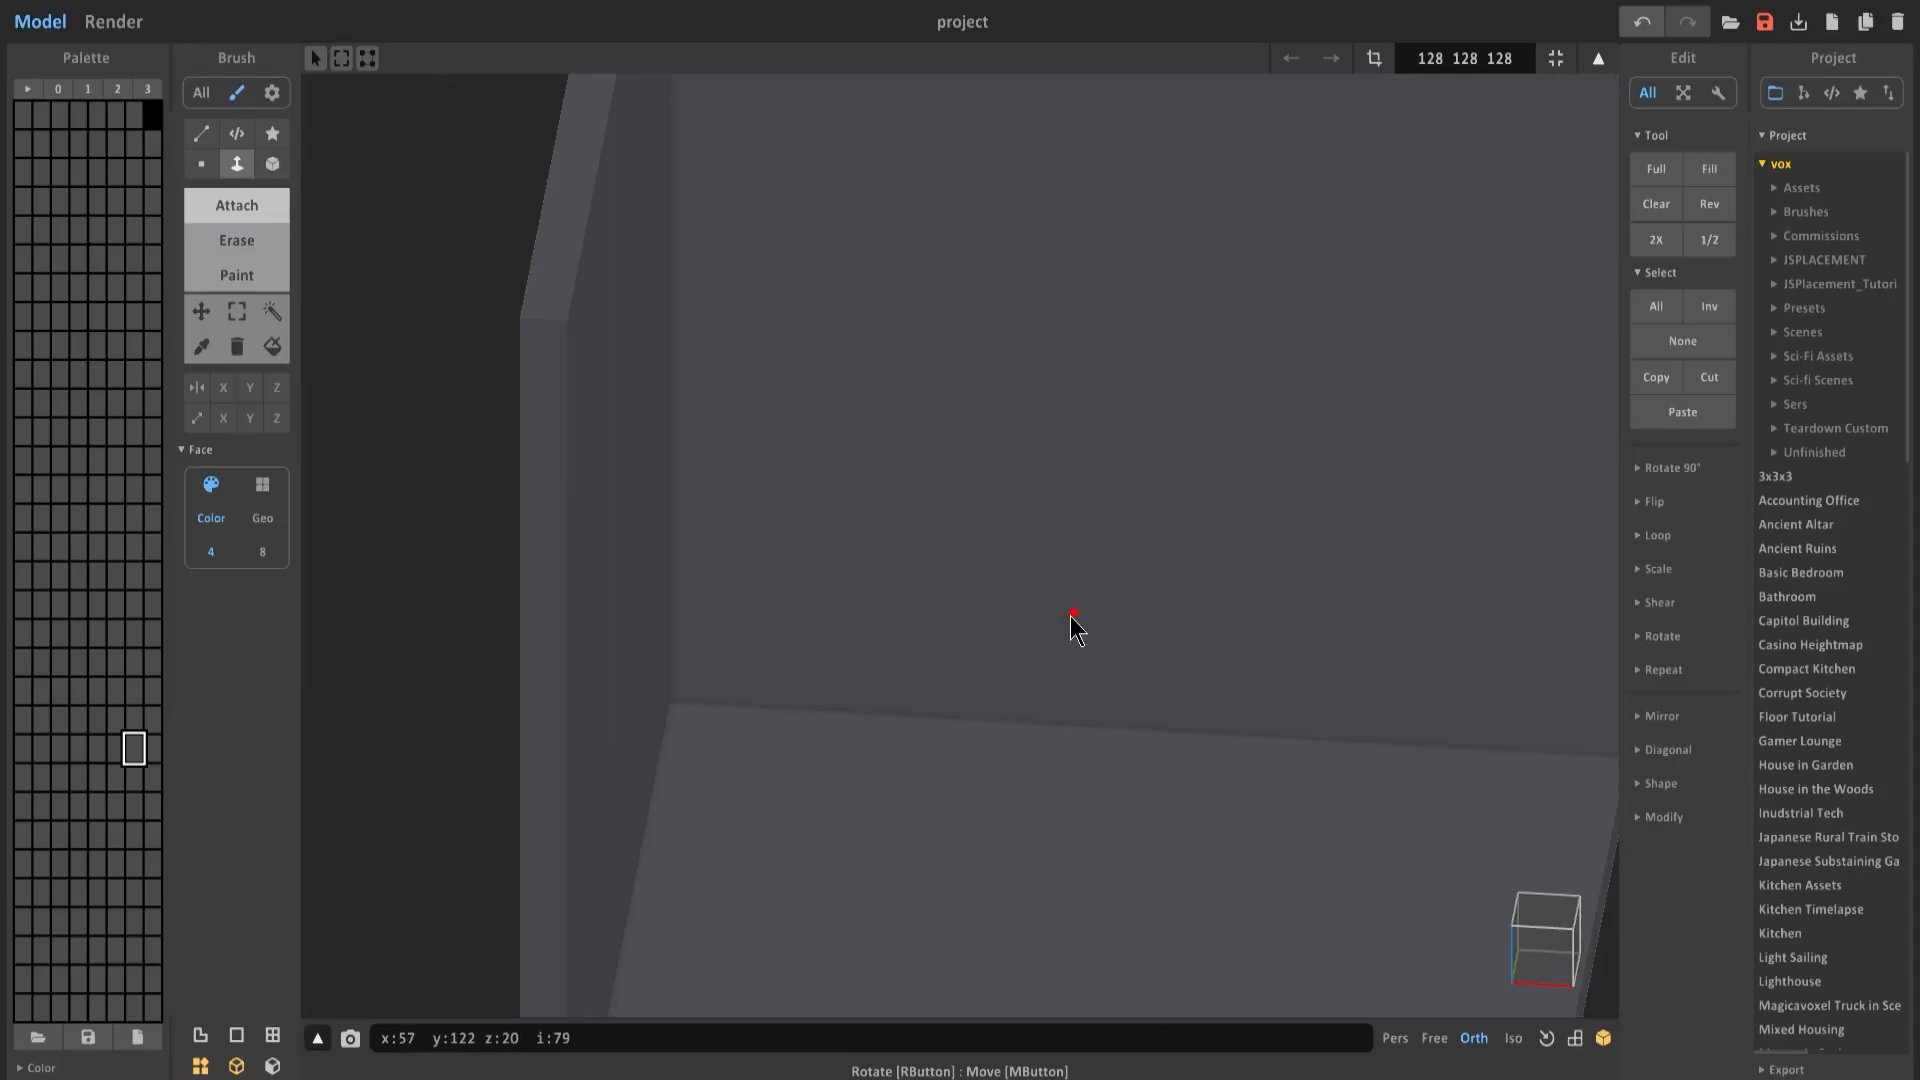 Model Render
project
Palette
Brush
128 128 128
Edit
Project
0 1 2 3
All
All
Tool
Project
Full Fill
vox
Assets
Clear Rev
Attach
Brushes
Erase
2X 1/2
Commissions
JSPLACEMENT
Paint
Select
JSPlacement_Tutori
All Inv
Presets
None
Scenes
Sci-Fi Assets
Copy Cut
X Y Z
Sci-fi Scenes
Paste
Sers
X Y Z
Teardown Custom
Face
Unfinished
Rotate 90°
3x3x3
Flip
Accounting Office
Color Geo
Ancient Altar
Loop
Ancient Ruins
4 8
Scale
Basic Bedroom
Bathroom
Shear
Capitol Building
Rotate
Casino Heightmap
Repeat
Compact Kitchen
Corrupt Society
Mirror
Floor Tutorial
Diagonal
Gamer Lounge
House in Garden
Shape
House in the Woods
Modify
Inudstrial Tech
Japanese Rural Train Sto
Japanese Substaining Ga
Kitchen Assets
Kitchen Timelapse
Kitchen
Light Sailing
Lighthouse
Magicavoxel Truck in Sce
Mixed Housing
x:57 y:122 z:20 i:79
Pers Free Orth Iso
Color
Rotate [RButton] : Move [MButton]
Export